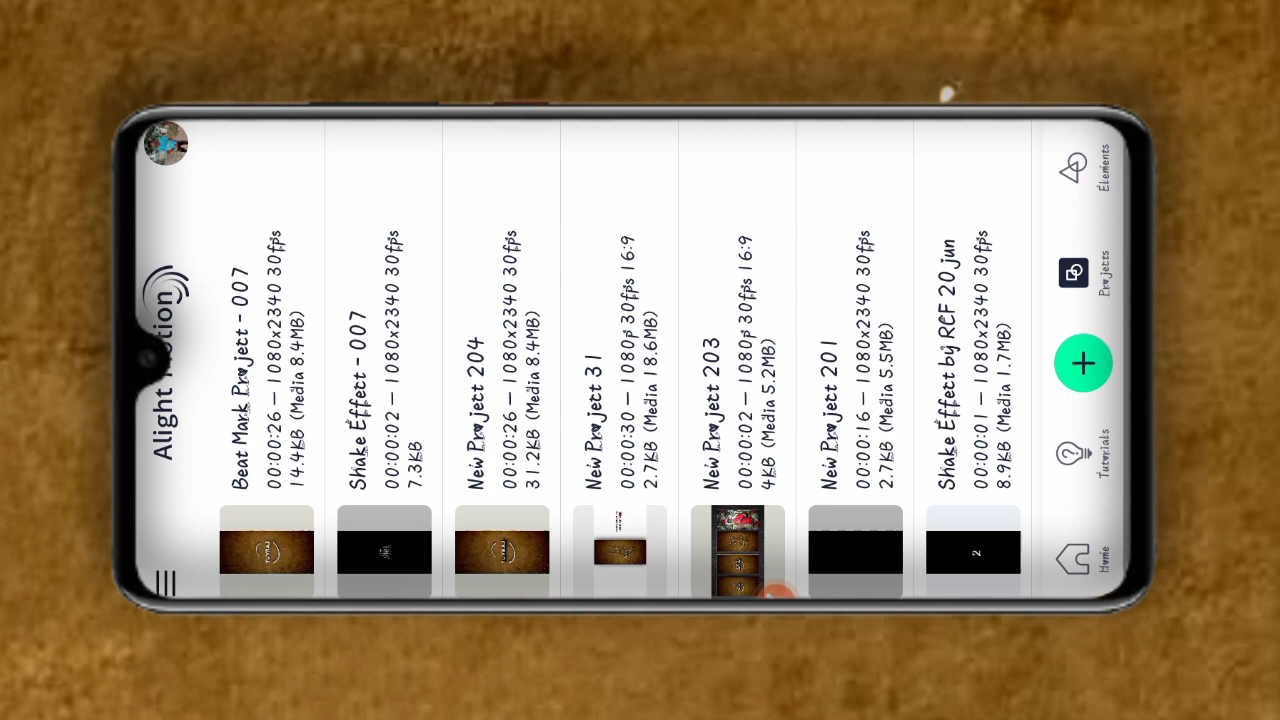 Alight Motion
Beat Mark Project - 007
00:00:26 — 1080x2340 30fps
14.4KB (Media 8.4MB)
Shake Effect - 007
00:00:02 — 1080x2340 30fps
7.3KB
New Project 204
00:00:26 — 1080x2340 30fps
31.2KB (Media 8.4MB)
New Project 31
00:00:30 — 1080p 30fps 16:9
2.7KB (Media 18.6MB)
New Project 203
00:00:02 — 1080p 30fps 16:9
4KB (Media 5.2MB)
New Project 201
00:00:16 — 1080x2340 30fps
2.7KB (Media 5.5MB)
Shake Effect by RCF 20 jun
00:00:01 — 1080x2340 30fps
8.9KB (Media 1.7MB)
2
Home
Tutorials
Projects
Elements